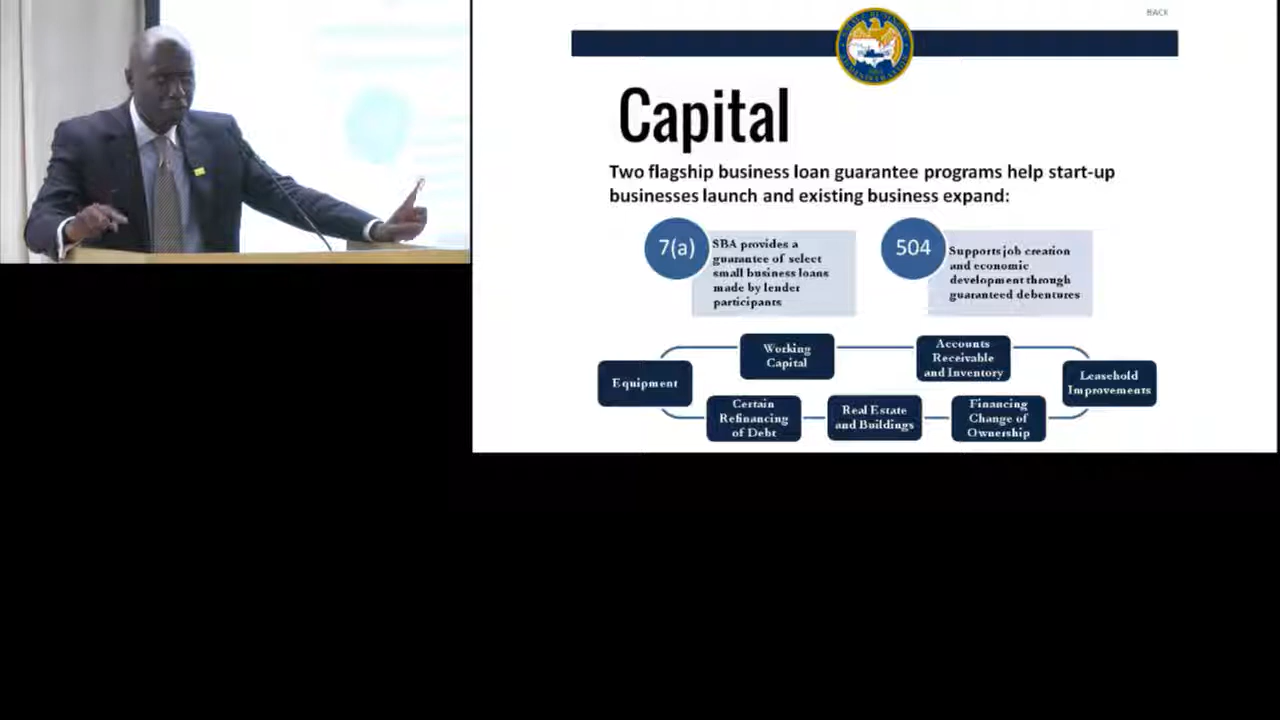 BACK
Capital
Two flagship business loan guarantee programs help start-up
businesses launch and existing business expand:
7(a)
SBA provides a
guarantee of select
small business loans
made by lender
participants
504
Supports job creation
and economic
development through
guaranteed debentures
Working
Capital
Accounts
Receivable
and Inventory
Equipment
Leasehold
Improvements
Certain
Refinancing
of Debt
Real Estate
and Buildings
Financing
Change of
Ownership